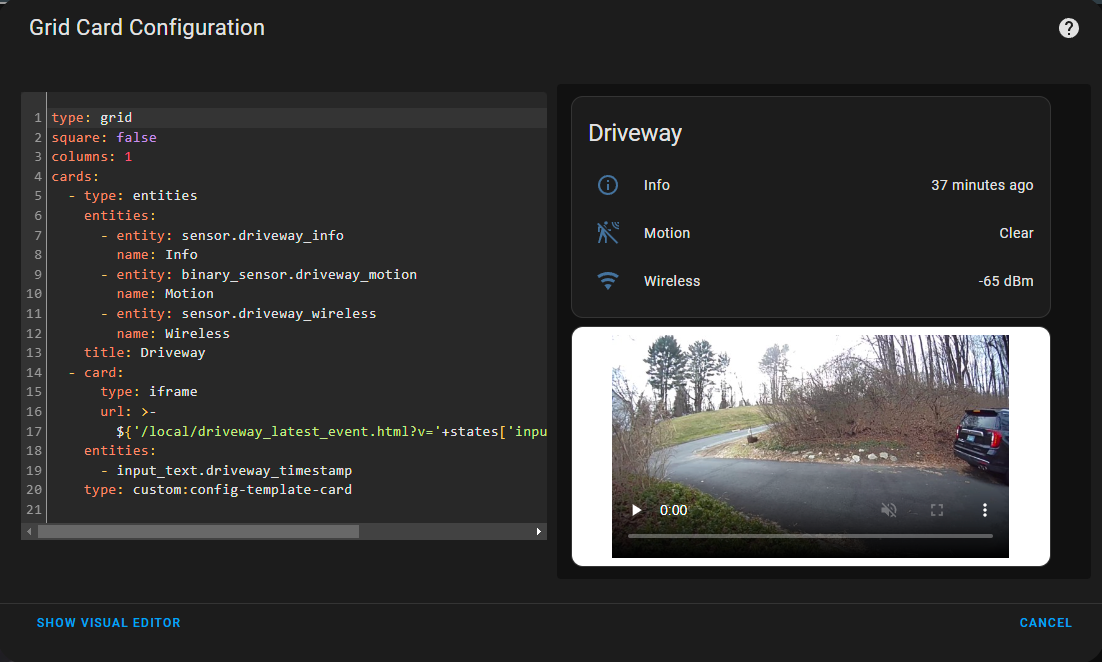 Grid Card Configuration
?
1 type: grid
2 square: false
3 columns: 1
4 cards:
5 - type: entities
6 entities:
7 - entity: sensor.driveway_info
8 name: Info
9 - entity: binary_sensor.driveway_motion
10 name: Motion
11 - entity: sensor.driveway_wireless
12 name: Wireless
13 title: Driveway
14 - card:
15 type: iframe
16 url: >-
17 ${'/local/driveway_latest_event.html?v='+states['inpu
18 entities:
19 - input_text.driveway_timestamp
20 type: custom:config-template-card
21
Driveway
Info 37 minutes ago
Motion Clear
Wireless -65 dBm
0:00
SHOW VISUAL EDITOR
CANCEL